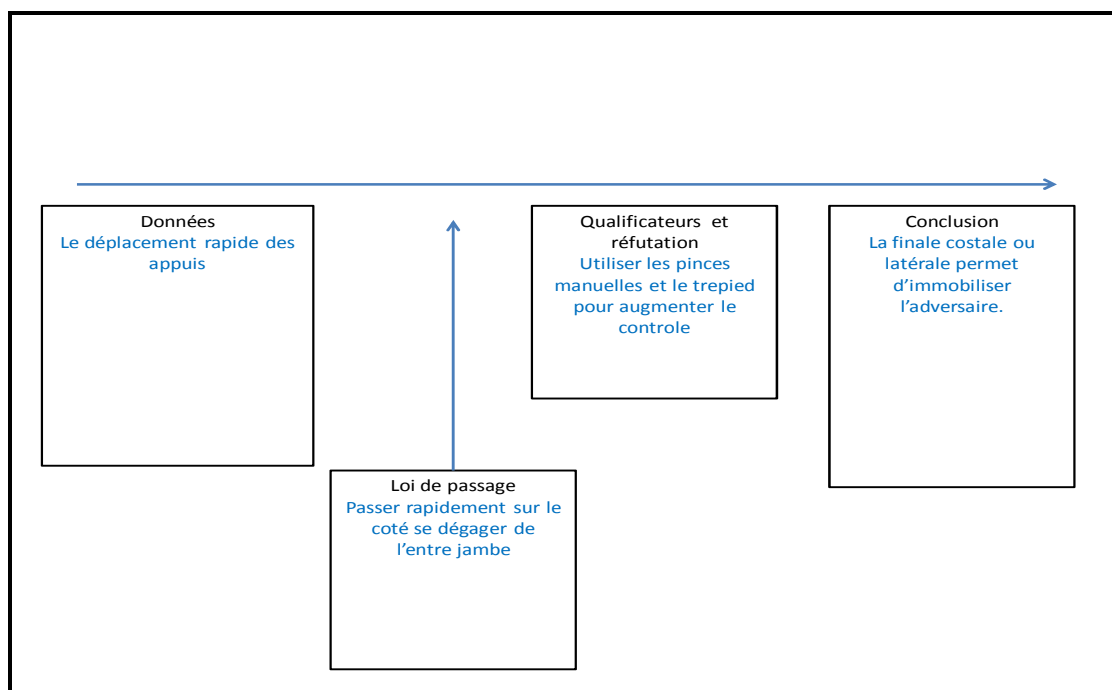 Données
Le déplacement rapide des
appuis
Qualificateurs et
réfutation
Utiliser les pinces
manuelles et le trepied
pour augmenter le
controle
Conclusion
La finale costale ou
latérale permet
d’immobiliser
l’adversaire.
Loi de passage
Passer rapidement sur le
coté se dégager de
l’entre jambe